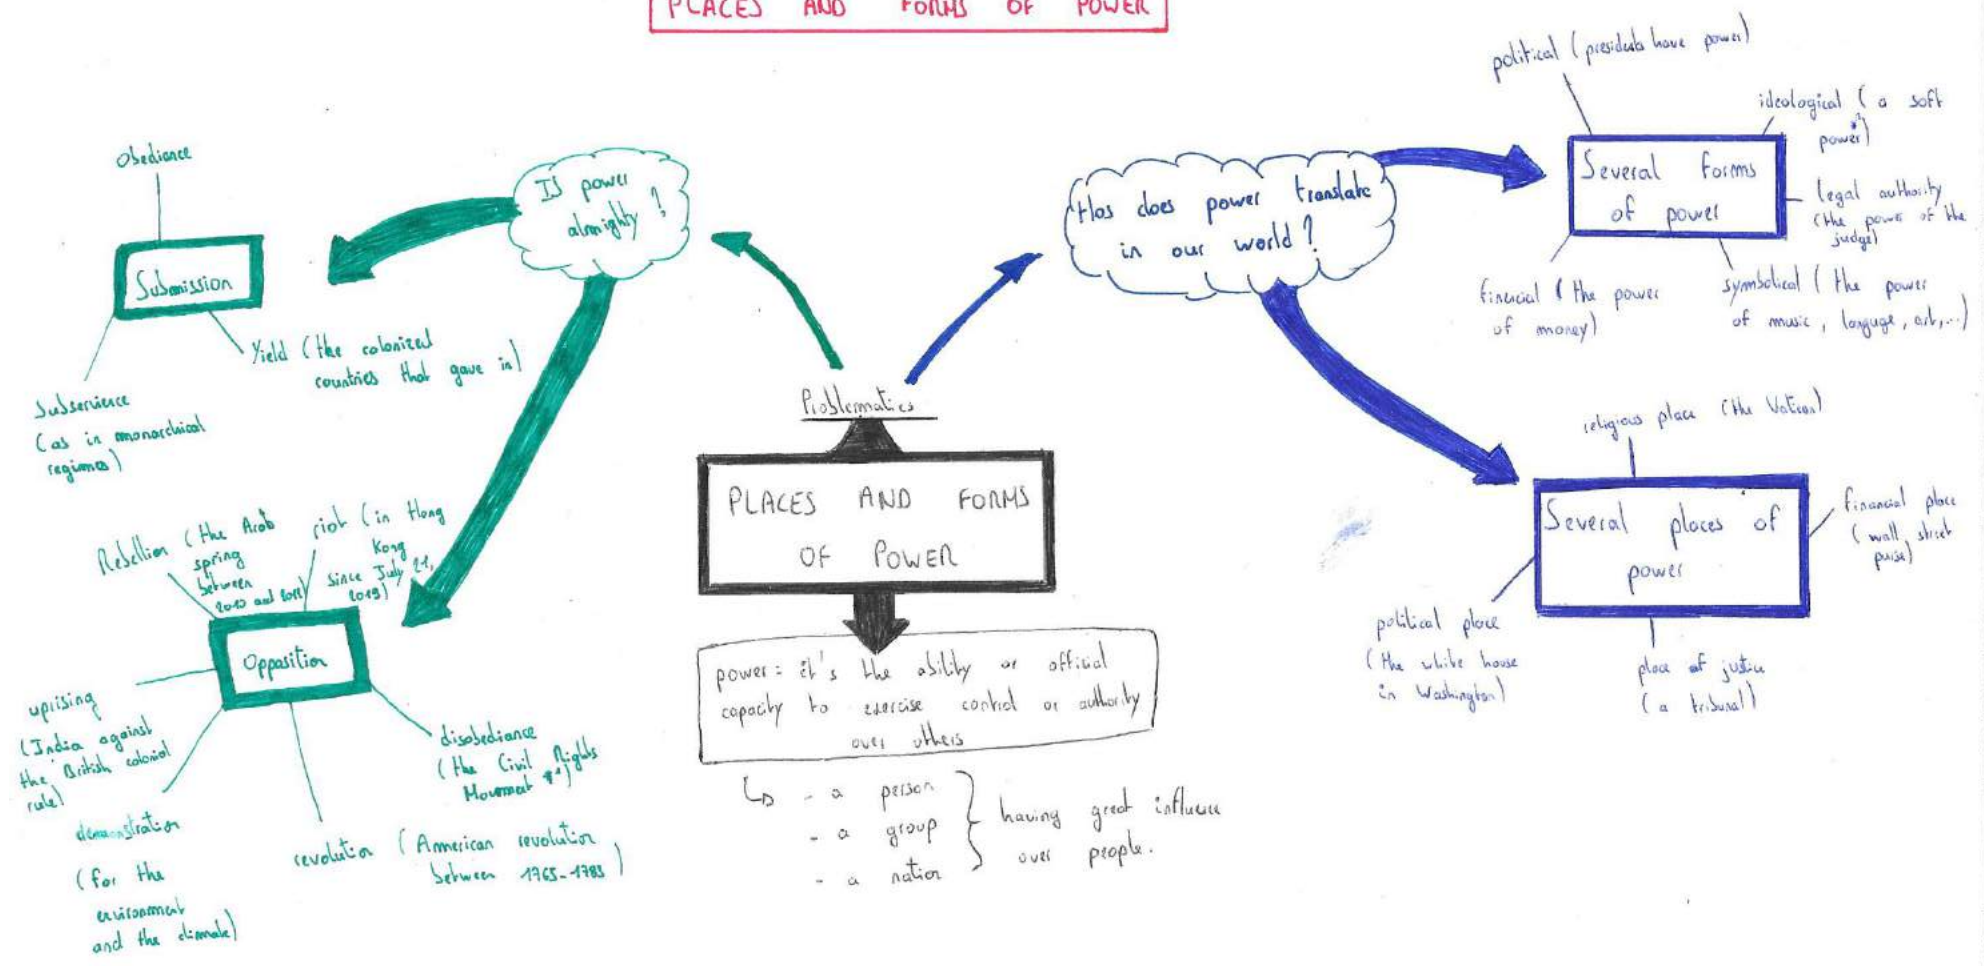 PLACES AND FORMS OF POWER
political (presidents have power)
ideological (a soft
power*²)
Several forms
of power
legal authority
(the power of the
judge)
financial (the power
of money)
symbolical (the power
of music, language, art,...)
Obediance
Is power
almighty?
Hos does power translate
in our world?
Submission
Yield (the colonized
countries that gave in)
Subservience
(as in monarchical
regimes)
Problematics
PLACES AND FORMS
OF POWER
religious place (the Vatican)
Several places of
power
financial place
(wall street
political place
(the white house
in Washington)
place of justice
(a tribunal)
Rebellion (the Arab
spring
between
2010 and
riot (in Hong
Kong
since July 21,
2019)
Opposition
uprising
(India against
the British colonial
rule)
disobediance
(the Civil Rights
Movement *¹)
demonstration
(for the
environment
and the climate)
revolution (American revolution
between 1765-1783)
power = it's the ability or official
capacity to exercise control or authority
over others
↳ - a person
- a group
- a nation
having great influence
over people.